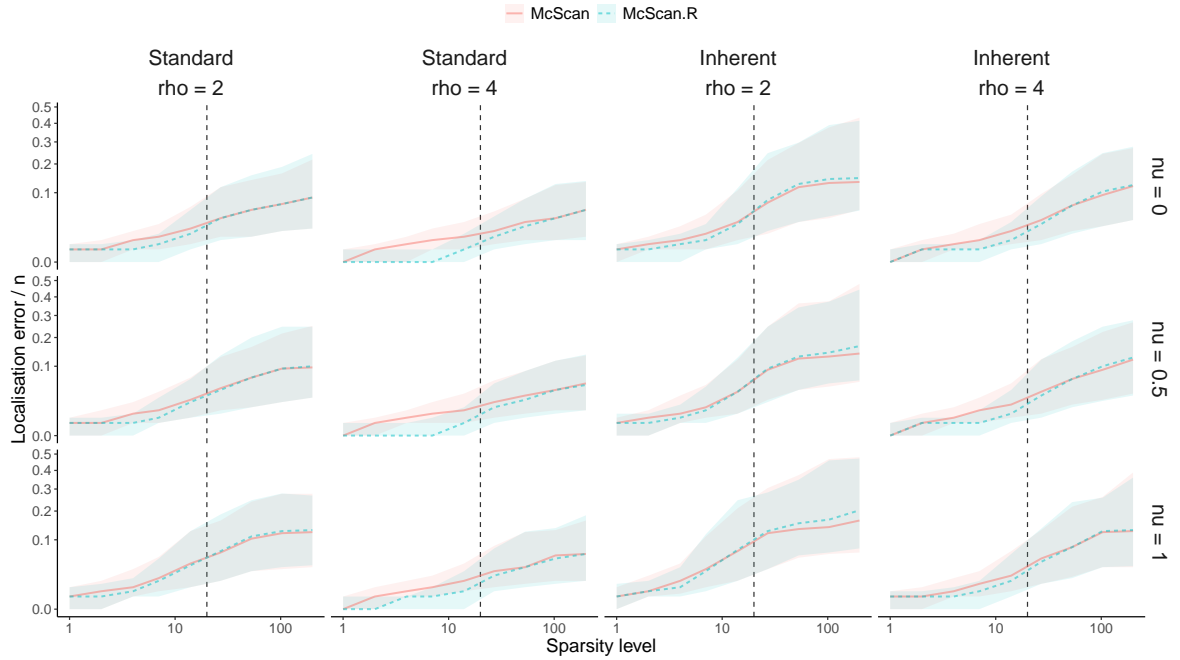 McScan McScan.R
Standard Standard Inherent Inherent
rho = 2 rho = 4 rho = 2 rho = 4
0.5
0.4
0.3
0.2
0.1
0.0
nu = 0
0.5
0.4
0.3
0.2
0.1
0.0
nu = 0.5
0.5
0.4
0.3
0.2
0.1
0.0
nu = 1
Localisation error / n
1 10 100 1 10 100 1 10 100 1 10 100
Sparsity level